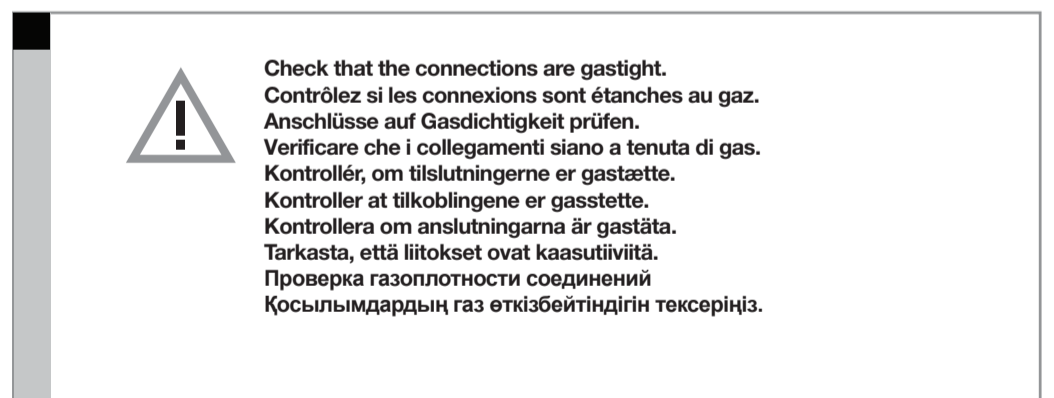 Check that the connections are gastight.
Contrôlez si les connexions sont étanches au gaz.
Anschlüsse auf Gasdichtigkeit prüfen.
Verificare che i collegamenti siano a tenuta di gas.
Kontrollér, om tilslutningerne er gastætte.
Kontroller at tilkoblingene er gasstette.
Kontrollera om anslutningarna är gastäta.
Tarkasta, että liitokset ovat kaasutiiviitä.
Проверка газоплотности соединений
Қосылымдардың газ өткізбейтіндігін тексеріңіз.